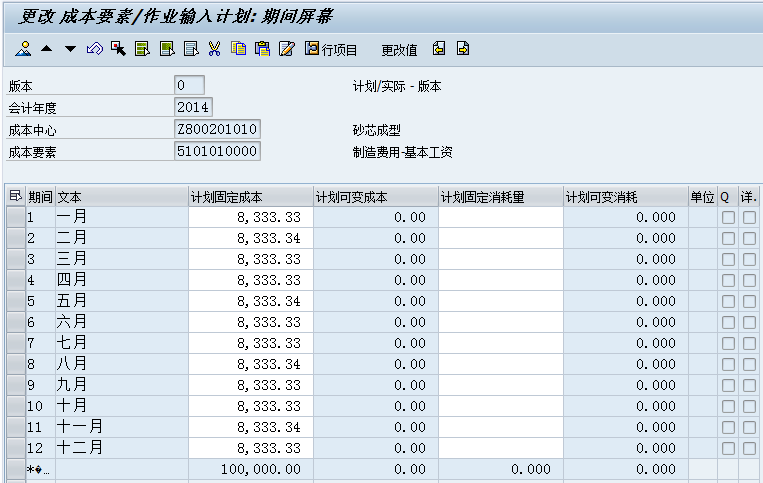 更改 成本要素/作业输入计划: 期间屏幕
行项目 更改值
版本 0 计划/实际 - 版本
会计年度 2014
成本中心 Z800201010 砂芯成型
成本要素 5101010000 制造费用-基本工资
期间 文本 计划固定成本 计划可变成本 计划固定消耗量 计划可变消耗 单位 Q 详.
1 一月 8,333.33 0.00 0.000
2 二月 8,333.34 0.00 0.000
3 三月 8,333.33 0.00 0.000
4 四月 8,333.33 0.00 0.000
5 五月 8,333.34 0.00 0.000
6 六月 8,333.33 0.00 0.000
7 七月 8,333.33 0.00 0.000
8 八月 8,333.34 0.00 0.000
9 九月 8,333.33 0.00 0.000
10 十月 8,333.33 0.00 0.000
11 十一月 8,333.34 0.00 0.000
12 十二月 8,333.33 0.00 0.000
*�… 100,000.00 0.00 0.000 0.000